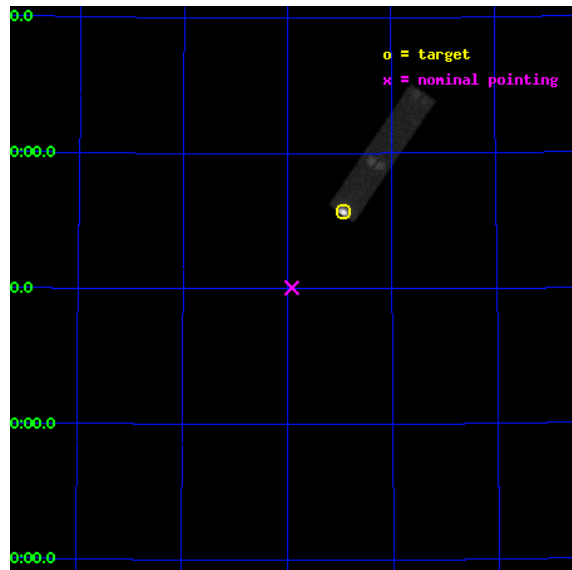 0.0
o = target
x = nominal pointing
0:00.0
0.0
0:00.0
0:00.0